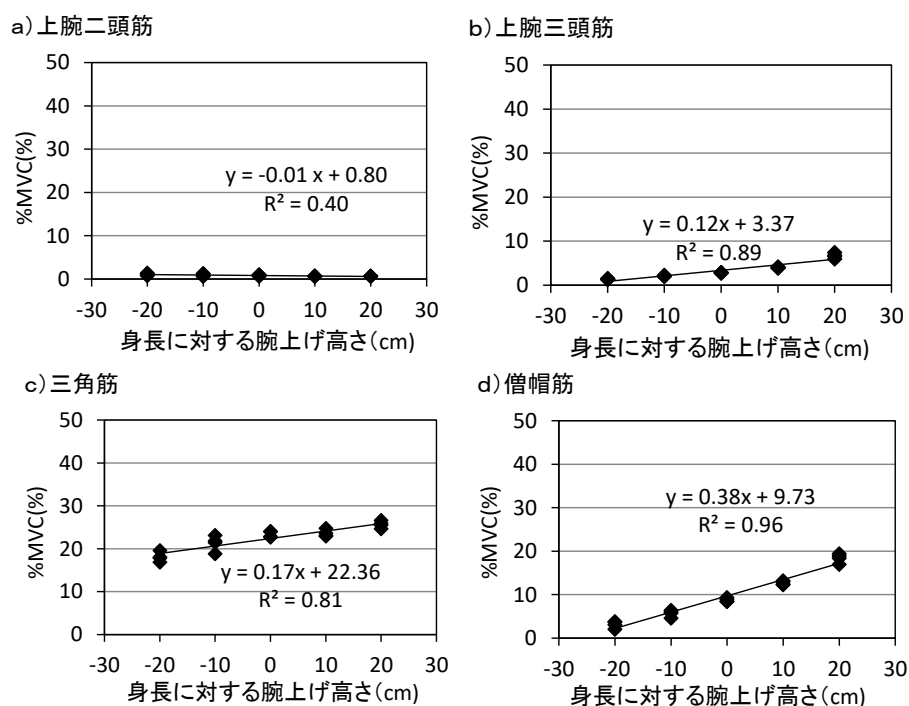 a)上腕二頭筋
50
40
30
20
10
0
%MVC(%)
y = -0.01 x + 0.80
R² = 0.40
-30 -20 -10 0 10 20 30
身長に対する腕上げ高さ(cm)
b)上腕三頭筋
50
40
30
20
10
0
%MVC(%)
y = 0.12x + 3.37
R² = 0.89
-30 -20 -10 0 10 20 30
身長に対する腕上げ高さ(cm)
c)三角筋
50
40
30
20
10
0
%MVC(%)
y = 0.17x + 22.36
R² = 0.81
-30 -20 -10 0 10 20 30
身長に対する腕上げ高さ(cm)
d)僧帽筋
50
40
30
20
10
0
%MVC(%)
y = 0.38x + 9.73
R² = 0.96
-30 -20 -10 0 10 20 30
身長に対する腕上げ高さ(cm)